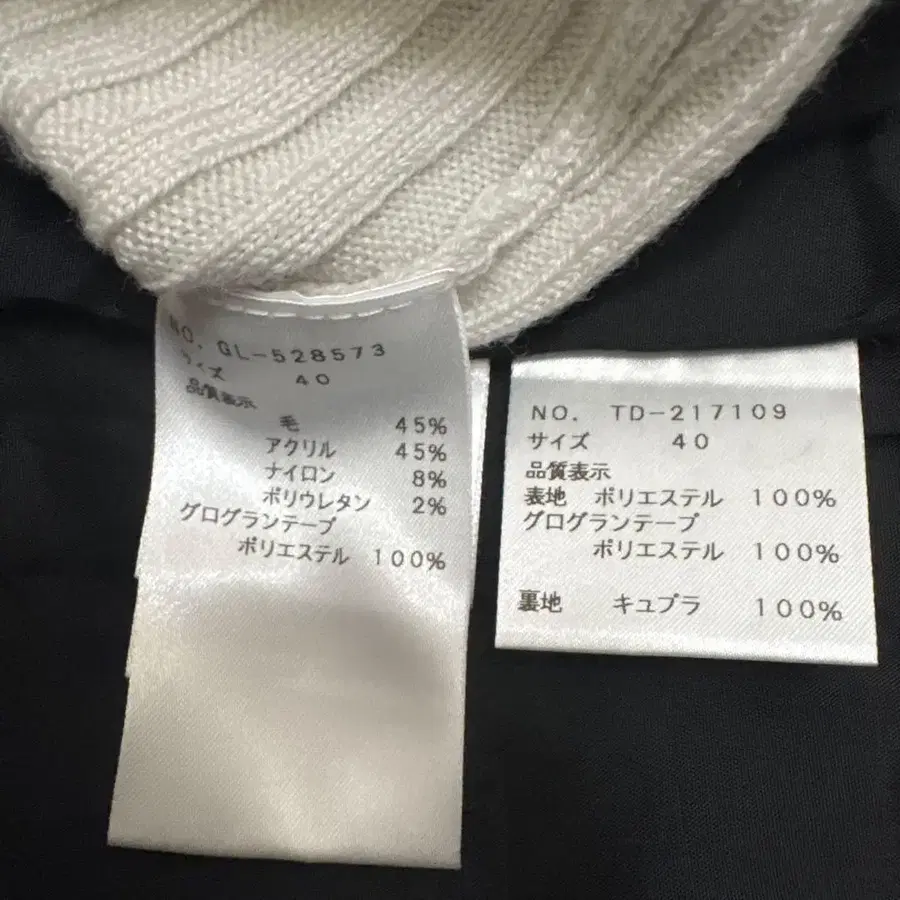 NO. GL-528573
サイズ 40
品質表示
毛 45%
アクリル 45%
ナイロン 8%
ポリウレタン 2%
グログランテープ
ポリエステル 100%
NO. TD-217109
サイズ 40
品質表示
表地 ポリエステル 100%
グログランテープ
ポリエステル 100%
裏地 キュプラ 100%